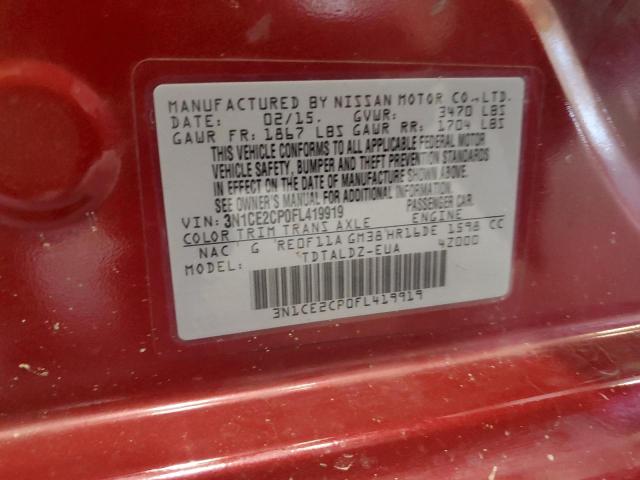 MANUFACTURED BY NISSAN MOTOR CO.,LTD.
DATE: 02/15. GVWR: 3470 LBS
GAWR FR: 1867 LBS GAWR RR: 1704 LBS
THIS VEHICLE CONFORMS TO ALL APPLICABLE FEDERAL MOTOR
VEHICLE SAFETY, BUMPER AND THEFT PREVENTION STANDARDS
IN EFFECT ON THE DATE OF MANUFACTURE SHOWN ABOVE.
SEE OWNER'S MANUAL FOR ADDITIONAL INFORMATION.
VIN: 3N1CE2CP0FL419919 PASSENGER CAR.
COLOR TRIM TRANS AXLE ENGINE
NAC G RE0F11A GM38 HR16DE 1598 CC
MODEL: TDTALDZ-EUA 42000
3N1CE2CP0FL419919